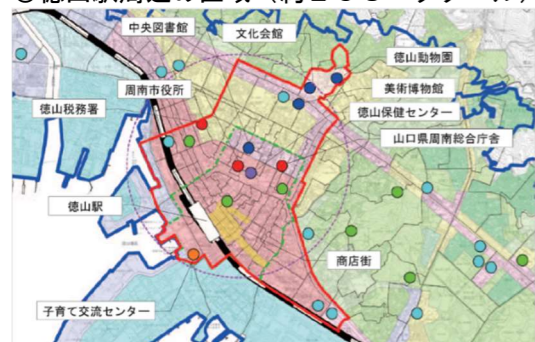 中央図書館
文化会館
徳山動物園
美術博物館
徳山保健センター
山口県周南総合庁舎
周南市役所
徳山税務署
徳山駅
商店街
子育て交流センター